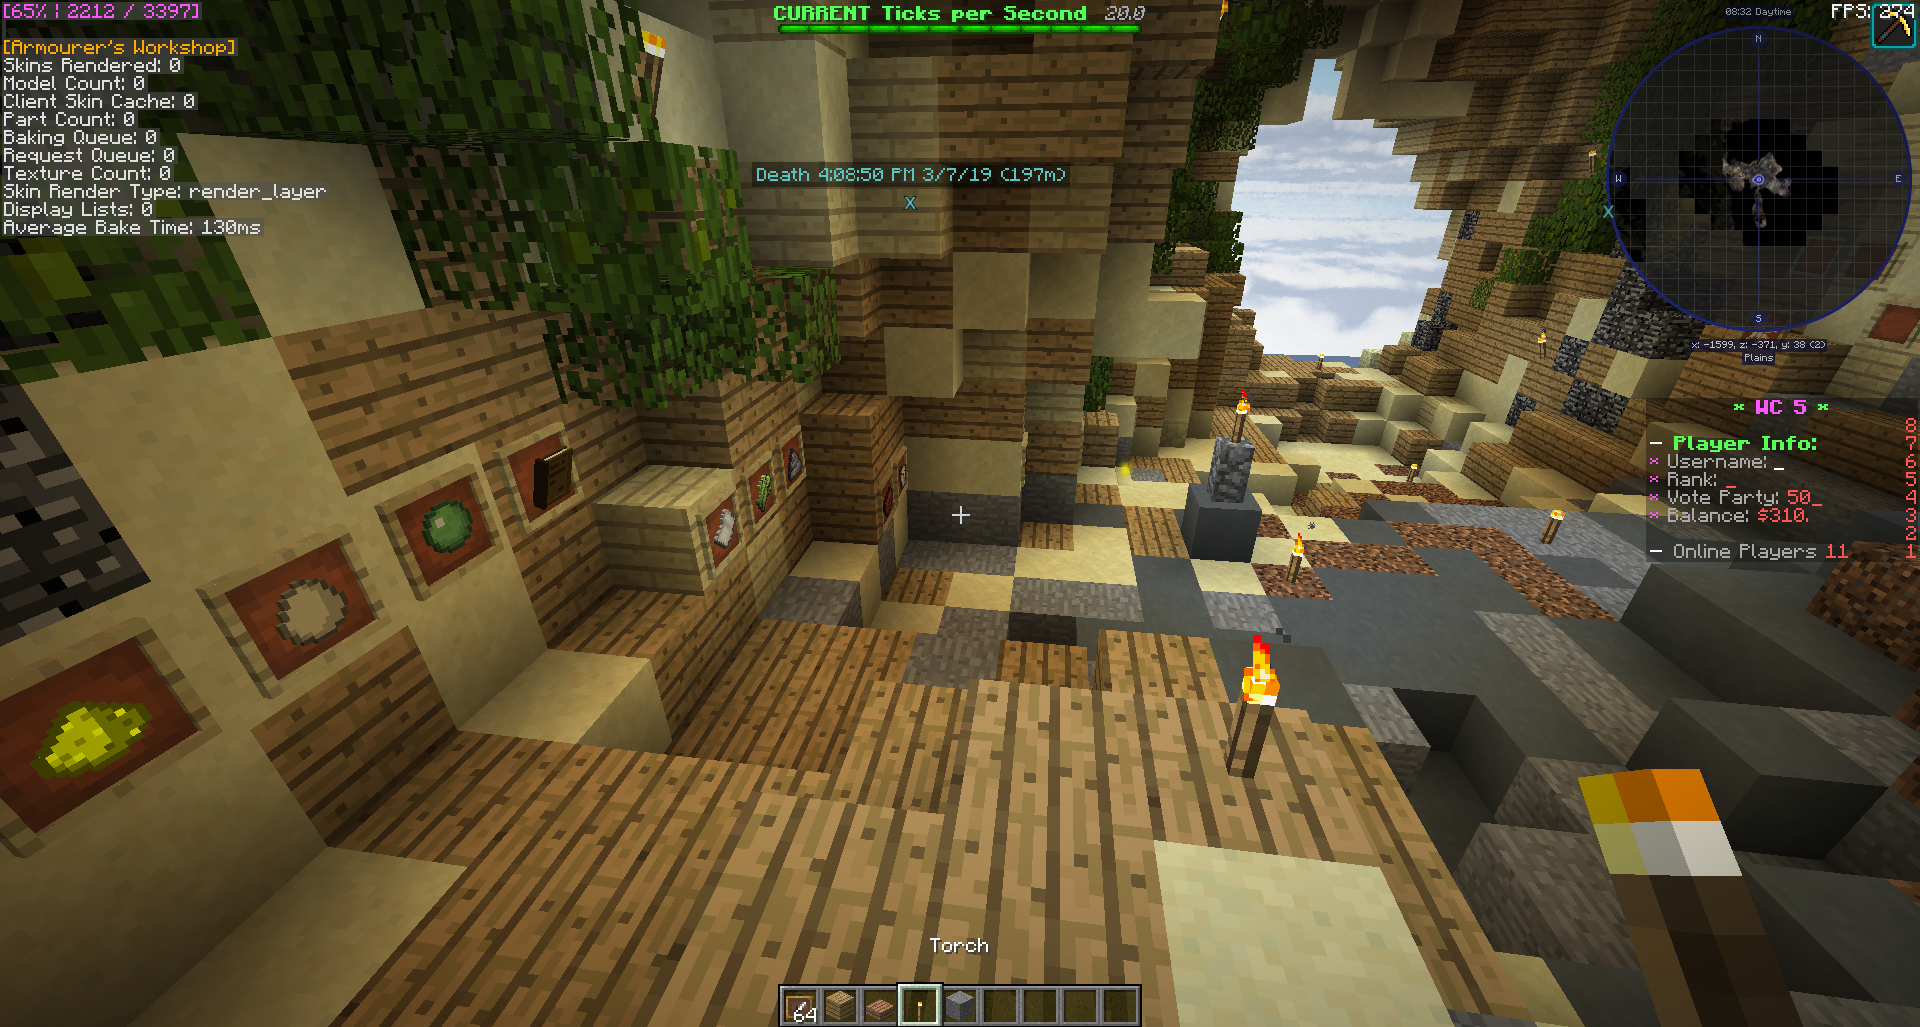 [65% | 2212 / 3397]
[Armourer's Workshop]
Skins Rendered: 0
Model Count: 0
Client Skin Cache: 0
Part Count: 0
Baking Queue: 0
Request Queue: 0
Texture Count: 0
Skin Render Type: render_layer
Display Lists: 0
Average Bake Time: 130ms
CURRENT Ticks per Second 20.0
Death 4:08:50 PM 3/7/19 (197m)
X
08:32 Daytime
FPS: 274
N
W
E
X
S
x: -1599, z: -371, y: 38 (2)
Plains
* WC 5 *
8
— Player Info: 7
× Username: _ 6
× Rank: _ 5
× Vote Party: 50_ 4
× Balance: $310. 3
2
— Online Players 11 1
Torch
64